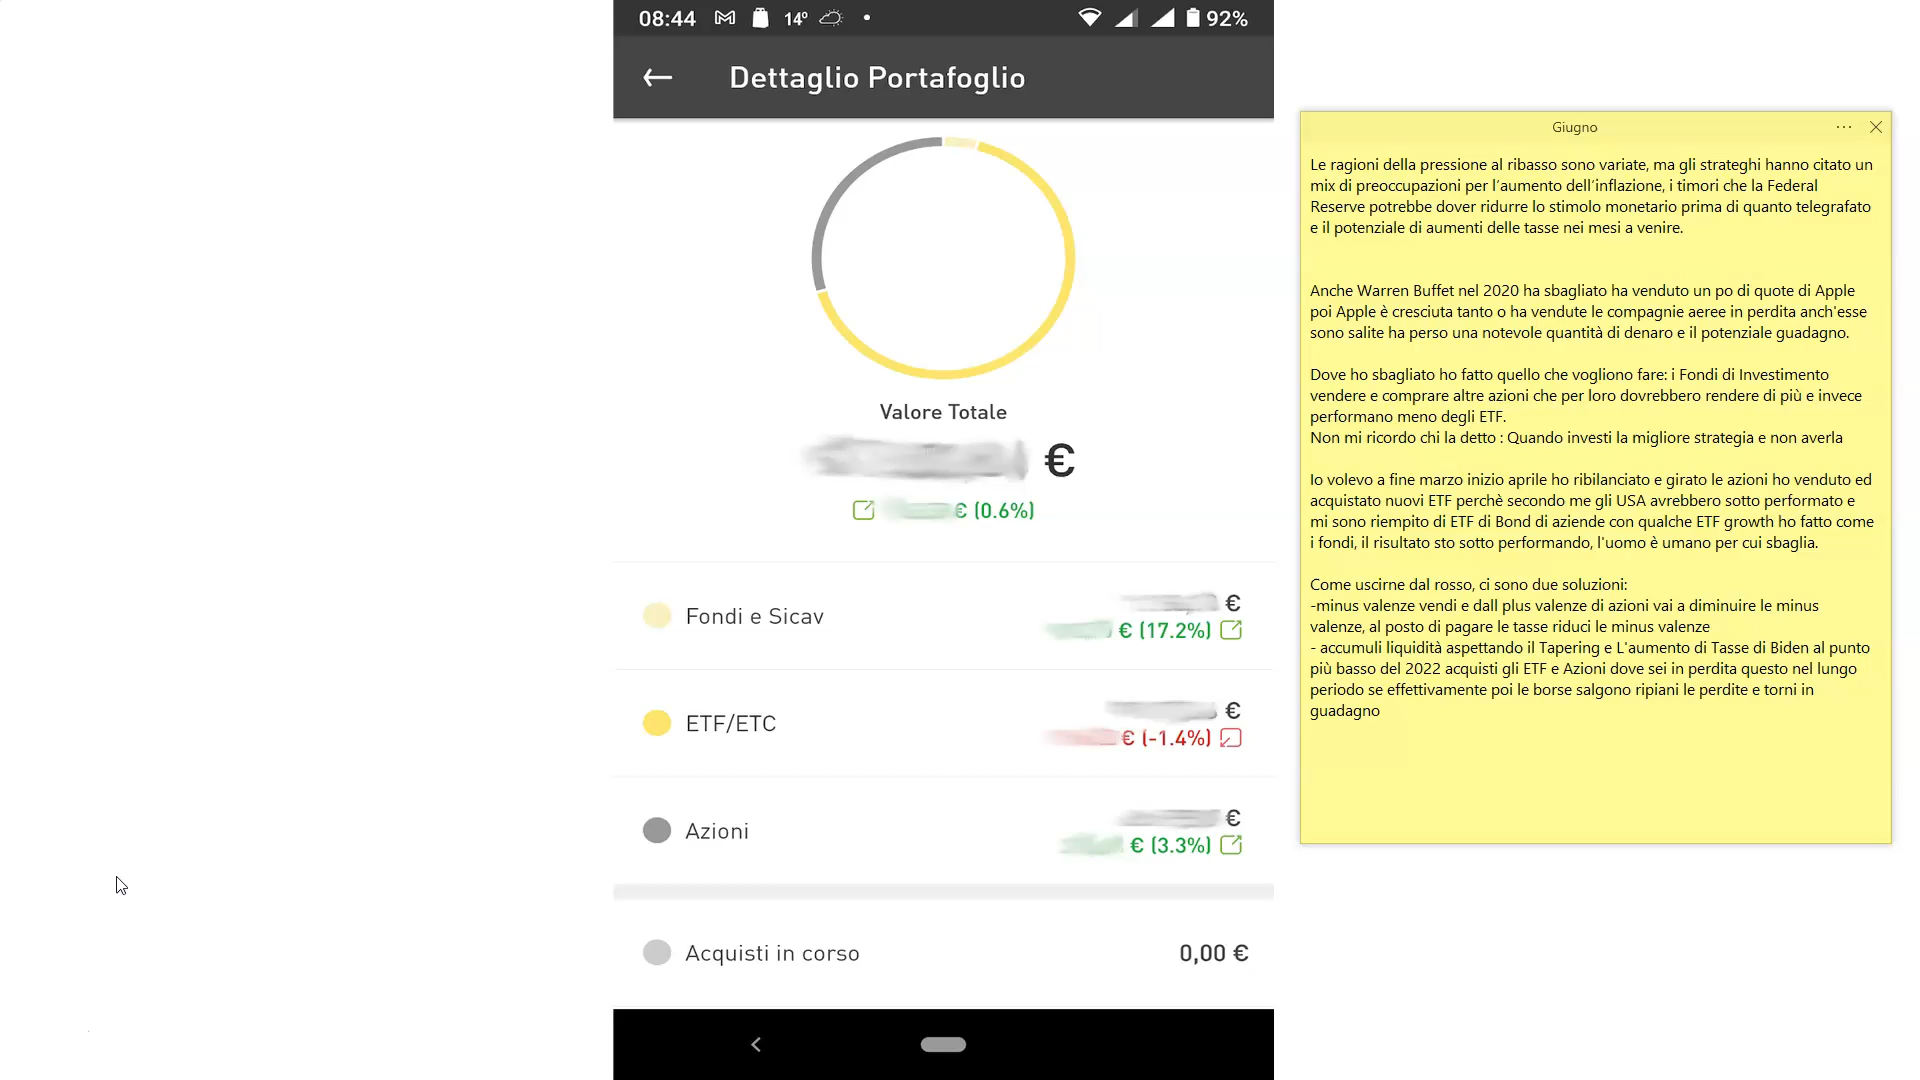 08:44 14° 92%
Dettaglio Portafoglio
Valore Totale
€
€ (0.6%)
Fondi e Sicav
€
€ (17.2%)
ETF/ETC
€
€ (-1.4%)
Azioni
€
€ (3.3%)
Acquisti in corso 0,00 €
Giugno
Le ragioni della pressione al ribasso sono variate, ma gli strateghi hanno citato un
mix di preoccupazioni per l’aumento dell’inflazione, i timori che la Federal
Reserve potrebbe dover ridurre lo stimolo monetario prima di quanto telegrafato
e il potenziale di aumenti delle tasse nei mesi a venire.
Anche Warren Buffet nel 2020 ha sbagliato ha venduto un po di quote di Apple
poi Apple è cresciuta tanto o ha vendute le compagnie aeree in perdita anch'esse
sono salite ha perso una notevole quantità di denaro e il potenziale guadagno.
Dove ho sbagliato ho fatto quello che vogliono fare: i Fondi di Investimento
vendere e comprare altre azioni che per loro dovrebbero rendere di più e invece
performano meno degli ETF.
Non mi ricordo chi la detto : Quando investi la migliore strategia e non averla
Io volevo a fine marzo inizio aprile ho ribilanciato e girato le azioni ho venduto ed
acquistato nuovi ETF perchè secondo me gli USA avrebbero sotto performato e
mi sono riempito di ETF di Bond di aziende con qualche ETF growth ho fatto come
i fondi, il risultato sto sotto performando, l'uomo è umano per cui sbaglia.
Come uscirne dal rosso, ci sono due soluzioni:
-minus valenze vendi e dall plus valenze di azioni vai a diminuire le minus
valenze, al posto di pagare le tasse riduci le minus valenze
- accumuli liquidità aspettando il Tapering e L'aumento di Tasse di Biden al punto
più basso del 2022 acquisti gli ETF e Azioni dove sei in perdita questo nel lungo
periodo se effettivamente poi le borse salgono ripiani le perdite e torni in
guadagno